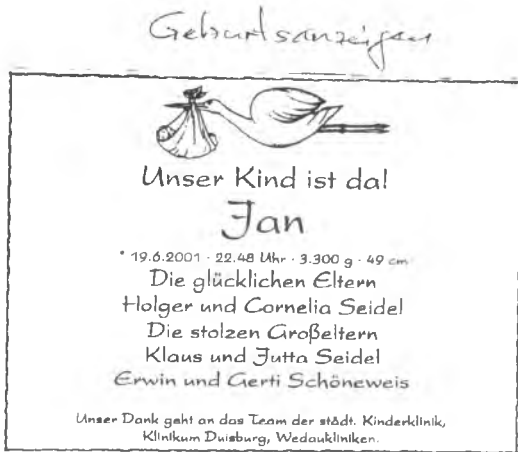 Geburtsanzeigen
Unser Kind ist da!
Jan
* 19.6.2001 · 22.48 Uhr · 3.300 g · 49 cm
Die glücklichen Eltern
Holger und Cornelia Seidel
Die stolzen Großeltern
Klaus und Jutta Seidel
Erwin und Gerti Schöneweis
Unser Dank geht an das Team der städt. Kinderklinik,
Klinikum Duisburg, Wedaukliniken.